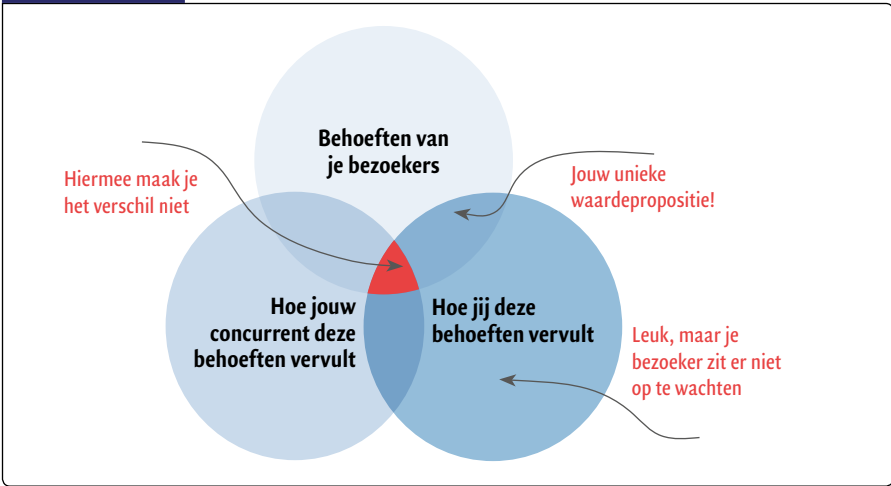 Behoeften van
je bezoekers
Hiermee maak je
het verschil niet
Jouw unieke
waardepropositie!
Hoe jouw
concurrent deze
behoeften vervult
Hoe jij deze
behoeften vervult
Leuk, maar je
bezoeker zit er niet
op te wachten